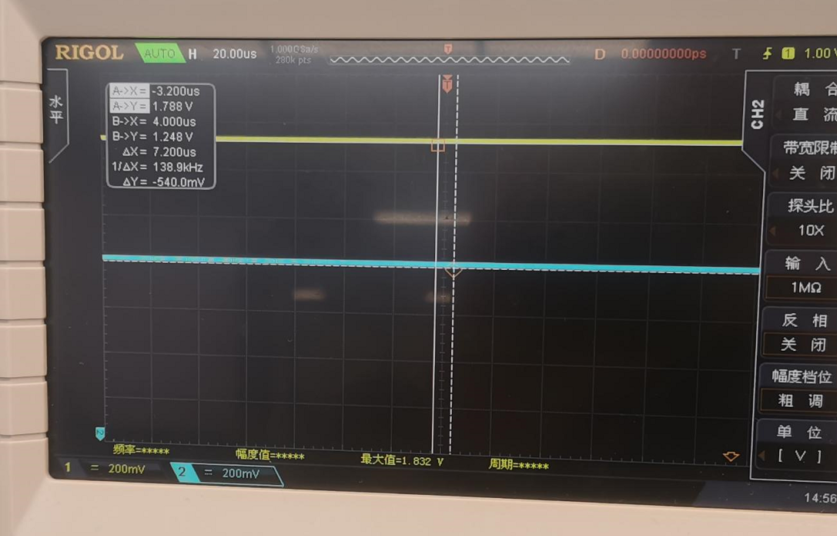 RIGOL AUTO H 20.00us 1.000GSa/s 280k pts D 0.00000000ps T 1 1.00 V
水平
A->X= -3.200us
A->Y= 1.788 V
B->X= 4.000us
B->Y= 1.248 V
ΔX= 7.200us
1/ΔX= 138.9kHz
ΔY= -540.0mV
T
CH2
耦合
直流
带宽限制
关闭
探头比
10X
输入
1MΩ
反相
关闭
幅度档位
粗调
单位
[ V ]
2
频率=***** 幅度值=***** 最大值=1.832 V 周期=*****
1 = 200mV 2 = 200mV
14:56